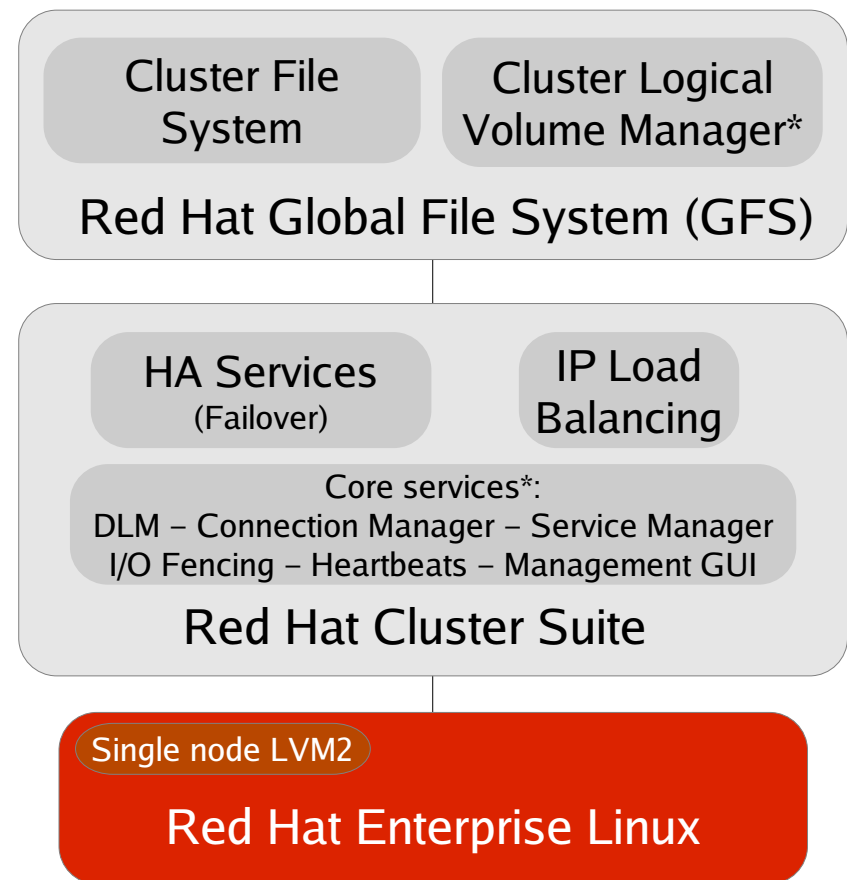 Cluster File
System
Cluster Logical
Volume Manager*
Red Hat Global File System (GFS)
HA Services
(Failover)
IP Load
Balancing
Core services*:
DLM – Connection Manager – Service Manager
I/O Fencing – Heartbeats – Management GUI
Red Hat Cluster Suite
Single node LVM2
Red Hat Enterprise Linux